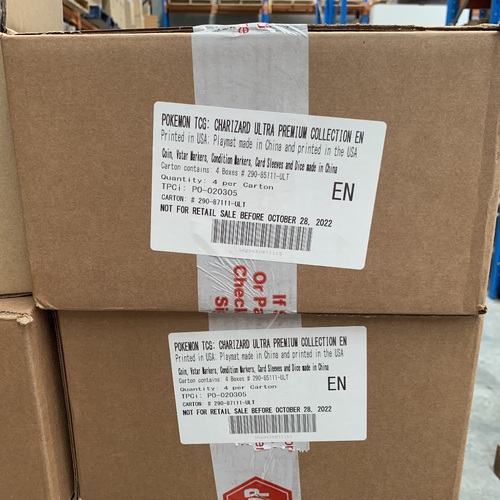 POKEMON TCG: CHARIZARD ULTRA PREMIUM COLLECTION EN
Printed in USA: Playmat made in China and printed in the USA
Coin, Vstar Markers, Condition Markers, Card Sleeves and Dice made in China
Carton contains: 4 Boxes # 290-85111-ULT
Quantity: 4 per Carton
EN
TPCi: PO-020305
CARTON: # 290-87111-ULT
NOT FOR RETAIL SALE BEFORE OCTOBER 28, 2022
If
Or Pa
Check
Si
POKEMON TCG: CHARIZARD ULTRA PREMIUM COLLECTION EN
Printed in USA: Playmat made in China and printed in the USA
Coin, Vstar Markers, Condition Markers, Card Sleeves and Dice made in China
Carton contains: 4 Boxes # 290-85111-ULT
Quantity: 4 per Carton
EN
TPCi: PO-020305
CARTON: # 290-87111-ULT
NOT FOR RETAIL SALE BEFORE OCTOBER 28, 2022